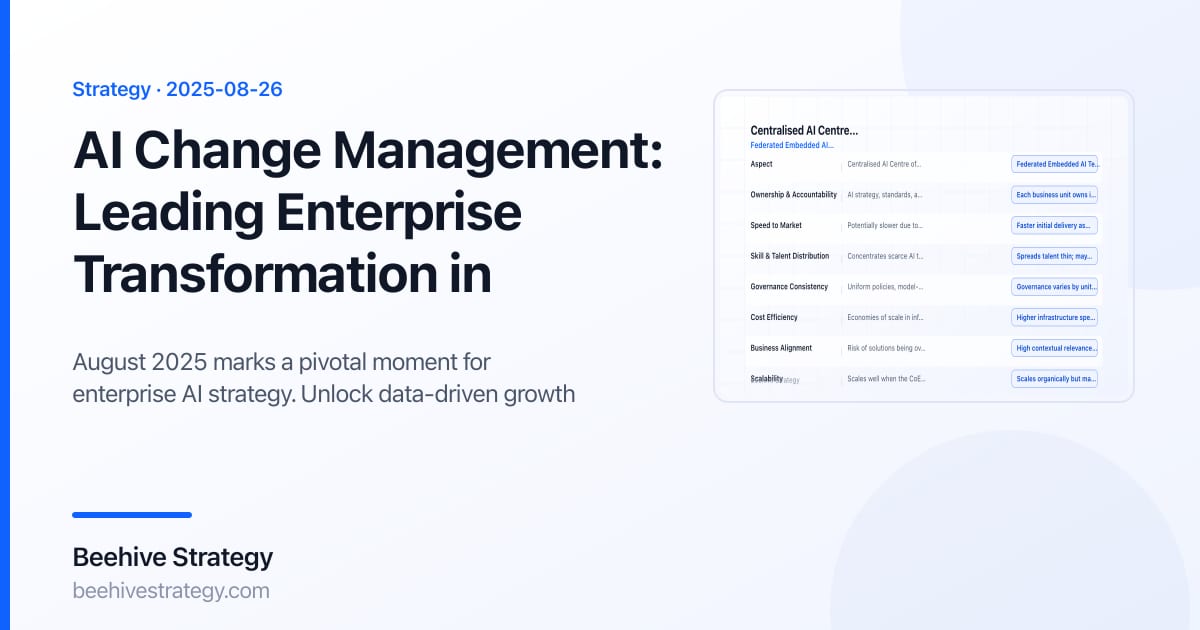 Strategy · 2025-08-26
AI Change Management:
Leading Enterprise
Transformation in
August 2025 marks a pivotal moment for
enterprise AI strategy. Unlock data-driven growth
Beehive Strategy
beehivestrategy.com
Centralised AI Centre...
Federated Embedded AI...
Aspect Centralised AI Centre of... Federated Embedded AI Te...
Ownership & Accountability AI strategy, standards, a... Each business unit owns i...
Speed to Market Potentially slower due to... Faster initial delivery as...
Skill & Talent Distribution Concentrates scarce AI t... Spreads talent thin; may...
Governance Consistency Uniform policies, model-... Governance varies by unit...
Cost Efficiency Economies of scale in inf... Higher infrastructure spe...
Business Alignment Risk of solutions being ov... High contextual relevance...
Scalability Scales well when the CoE... Scales organically but ma...